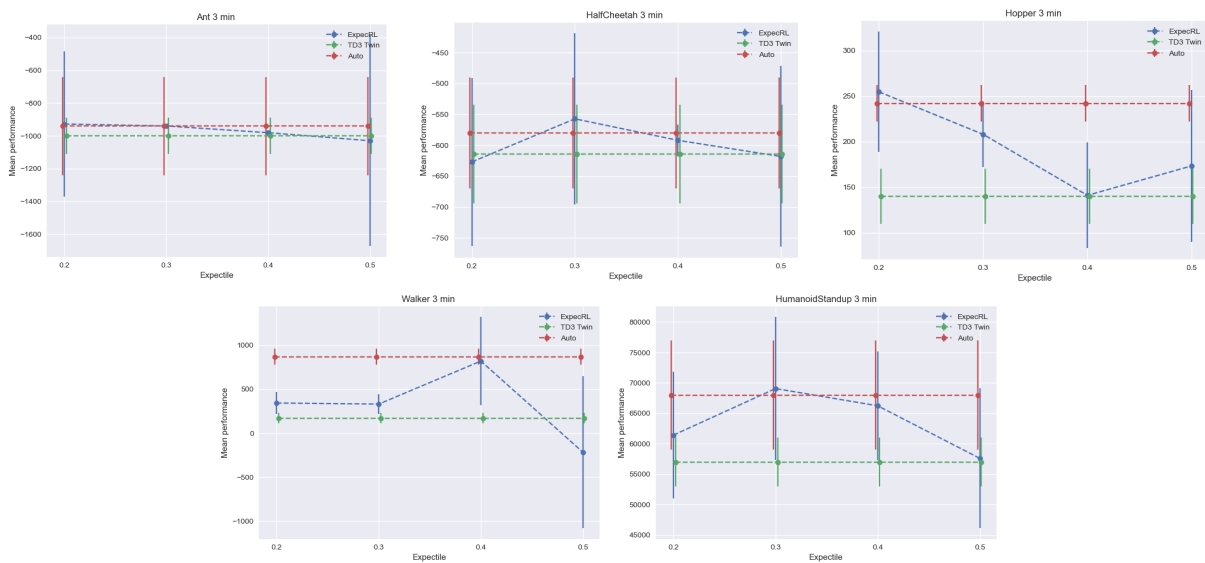 Ant 3 min
ExpecRL
TD3 Twin
Auto
Mean performance
−400
−600
−800
−1000
−1200
−1400
−1600
0.2 0.3 0.4 0.5
Expectile
HalfCheetah 3 min
ExpecRL
TD3 Twin
Auto
Mean performance
−450
−500
−550
−600
−650
−700
−750
0.2 0.3 0.4 0.5
Expectile
Hopper 3 min
ExpecRL
TD3 Twin
Auto
Mean performance
300
250
200
150
100
0.2 0.3 0.4 0.5
Expectile
Walker 3 min
ExpecRL
TD3 Twin
Auto
Mean performance
1000
500
0
−500
−1000
0.2 0.3 0.4 0.5
Expectile
HumanoidStandup 3 min
ExpecRL
TD3 Twin
Auto
Mean performance
80000
75000
70000
65000
60000
55000
50000
45000
0.2 0.3 0.4 0.5
Expectile